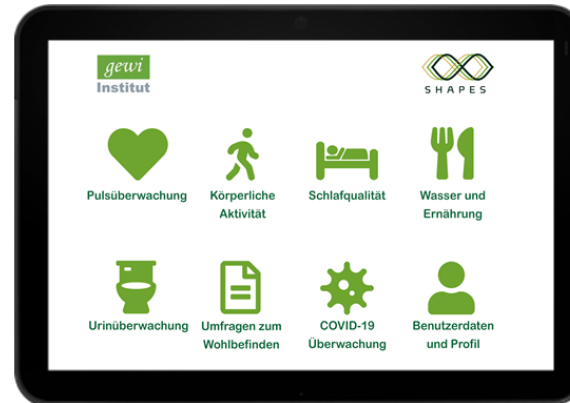 gewi
Institut
SHAPES
Pulsüberwachung
Körperliche
Aktivität
Schlafqualität
Wasser und
Ernährung
Urinüberwachung
Umfragen zum
Wohlbefinden
COVID-19
Überwachung
Benutzerdaten
und Profil